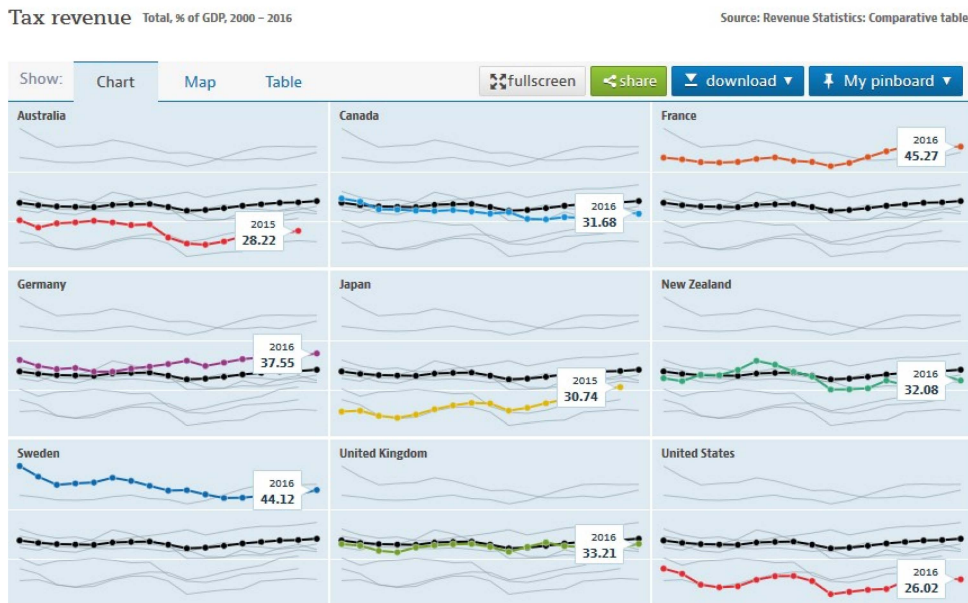 Tax revenue Total, % of GDP, 2000 – 2016
Source: Revenue Statistics: Comparative table
Show: Chart Map Table fullscreen share download ▼ My pinboard ▼
Australia
2015
28.22
Canada
2016
31.68
France
2016
45.27
Germany
2016
37.55
Japan
2015
30.74
New Zealand
2016
32.08
Sweden
2016
44.12
United Kingdom
2016
33.21
United States
2016
26.02